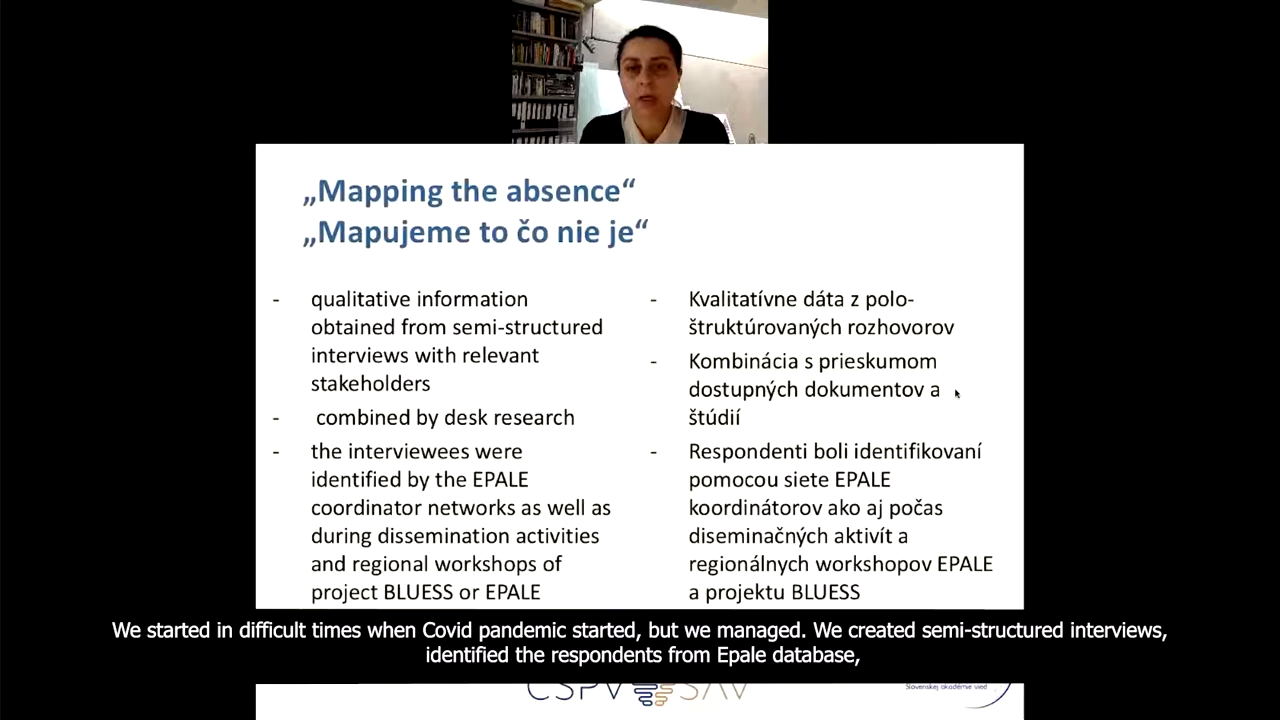 „Mapping the absence“
„Mapujeme to čo nie je“
- qualitative information
obtained from semi-structured
interviews with relevant
stakeholders
- combined by desk research
- the interviewees were
identified by the EPALE
coordinator networks as well as
during dissemination activities
and regional workshops of
project BLUESS or EPALE
- Kvalitatívne dáta z polo-
štruktúrovaných rozhovorov
- Kombinácia s prieskumom
dostupných dokumentov a
štúdií
- Respondenti boli identifikovaní
pomocou siete EPALE
koordinátorov ako aj počas
diseminačných aktivít a
regionálnych workshopov EPALE
a projektu BLUESS
We started in difficult times when Covid pandemic started, but we managed. We created semi-structured interviews,
identified the respondents from Epale database,
CSPV SAV
Slovenskej akadémie vied